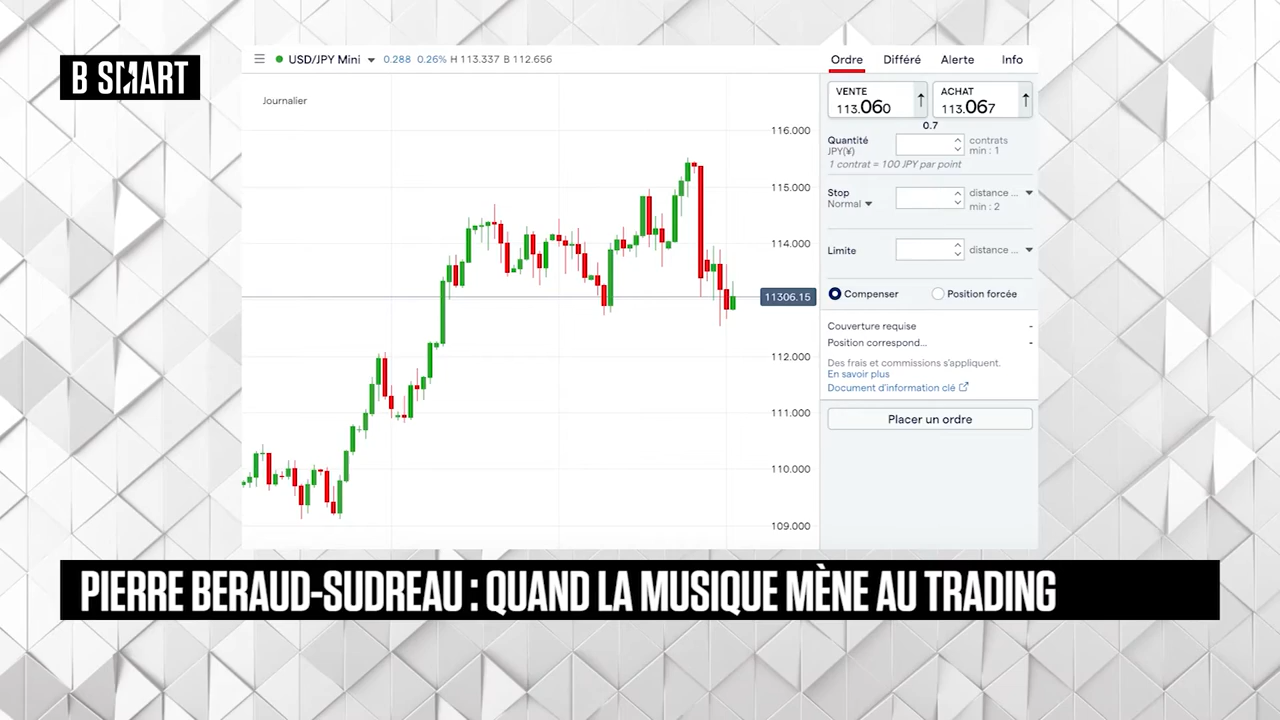 B SMART
USD/JPY Mini 0.288 0.26% H 113.337 B 112.656
Journalier
116.000
115.000
114.000
11306.15
112.000
111.000
110.000
109.000
Ordre Différé Alerte Info
VENTE
113.060
ACHAT
113.067
0.7
Quantité
JPY(¥)
contrats
min : 1
1 contrat = 100 JPY par point
Stop
Normal
distance ...
min : 2
Limite
distance ...
Compenser Position forcée
Couverture requise -
Position correspond... -
Des frais et commissions s'appliquent.
En savoir plus
Document d'information clé
Placer un ordre
PIERRE BERAUD-SUDREAU : QUAND LA MUSIQUE MÈNE AU TRADING